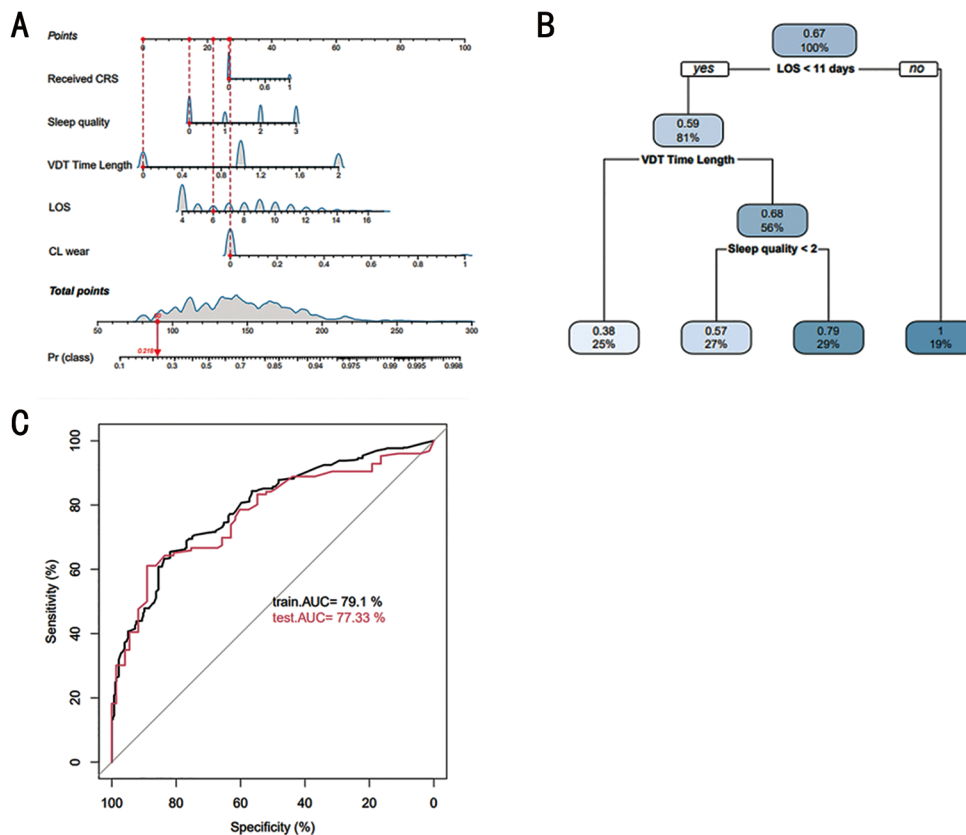 A
Points
0 20 40 60 80 100
Received CRS
0 0.6 1
Sleep quality
0 1 2 3
VDT Time Length
0 0.4 0.8 1.2 1.6 2
LOS
4 6 8 10 12 14 16
CL wear
0 0.2 0.4 0.6 0.8 1
Total points
50 100 150 200 250 300
0.218
Pr (class)
0.1 0.3 0.5 0.7 0.85 0.94 0.975 0.99 0.996 0.998
B
0.67
100%
yes LOS < 11 days no
0.59
81%
VDT Time Length
0.68
56%
Sleep quality < 2
0.38
25%
0.57
27%
0.79
29%
1
19%
C
Sensitivity (%)
100
80
60
40
20
0
train.AUC= 79.1 %
test.AUC= 77.33 %
100 80 60 40 20 0
Specificity (%)